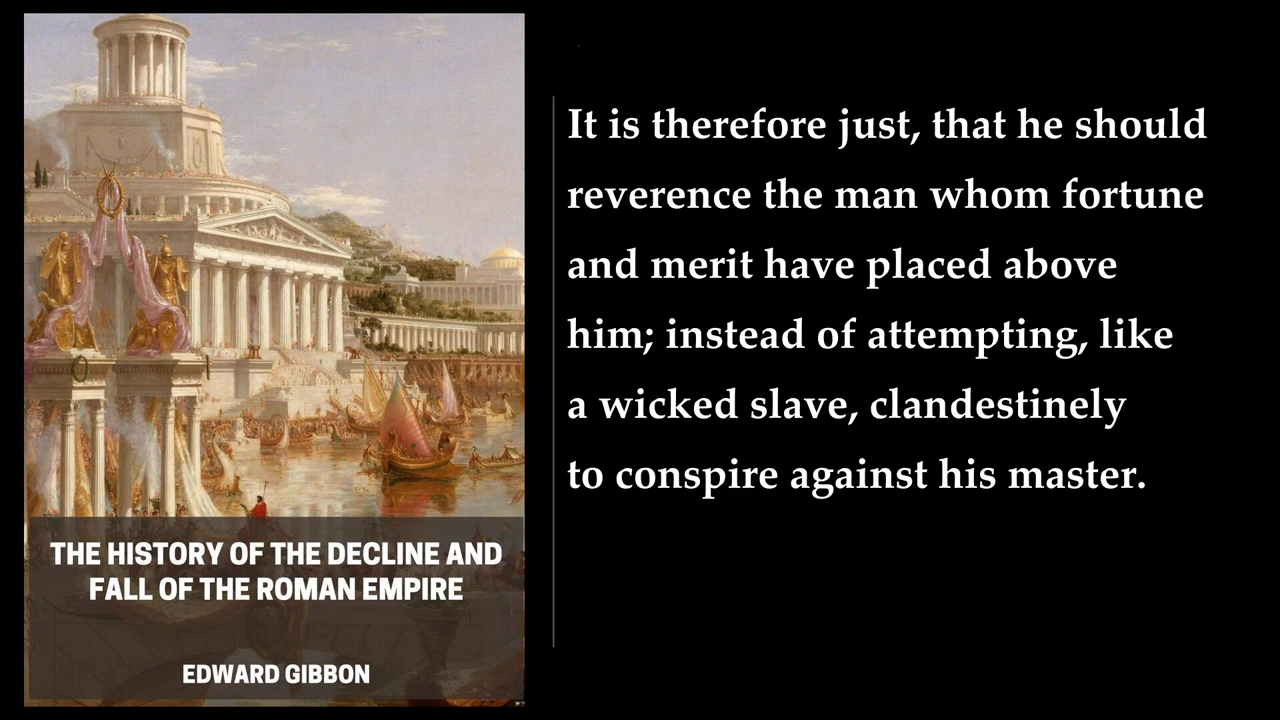 It is therefore just, that he should
reverence the man whom fortune
and merit have placed above
him; instead of attempting, like
a wicked slave, clandestinely
to conspire against his master.
THE HISTORY OF THE DECLINE AND
FALL OF THE ROMAN EMPIRE
EDWARD GIBBON